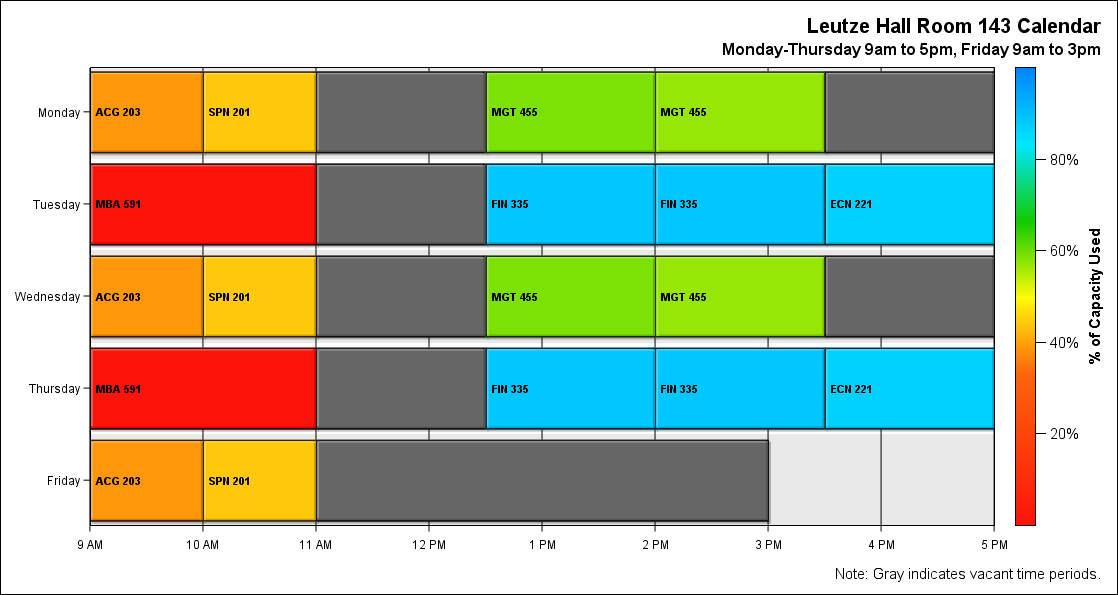 Leutze Hall Room 143 Calendar
Monday-Thursday 9am to 5pm, Friday 9am to 3pm
Monday ACG 203 SPN 201 MGT 455 MGT 455
80%
Tuesday MBA 591 FIN 335 FIN 335 ECN 221
60%
% of Capacity Used
Wednesday ACG 203 SPN 201 MGT 455 MGT 455
40%
Thursday MBA 591 FIN 335 FIN 335 ECN 221
20%
Friday ACG 203 SPN 201
9 AM 10 AM 11 AM 12 PM 1 PM 2 PM 3 PM 4 PM 5 PM
Note: Gray indicates vacant time periods.